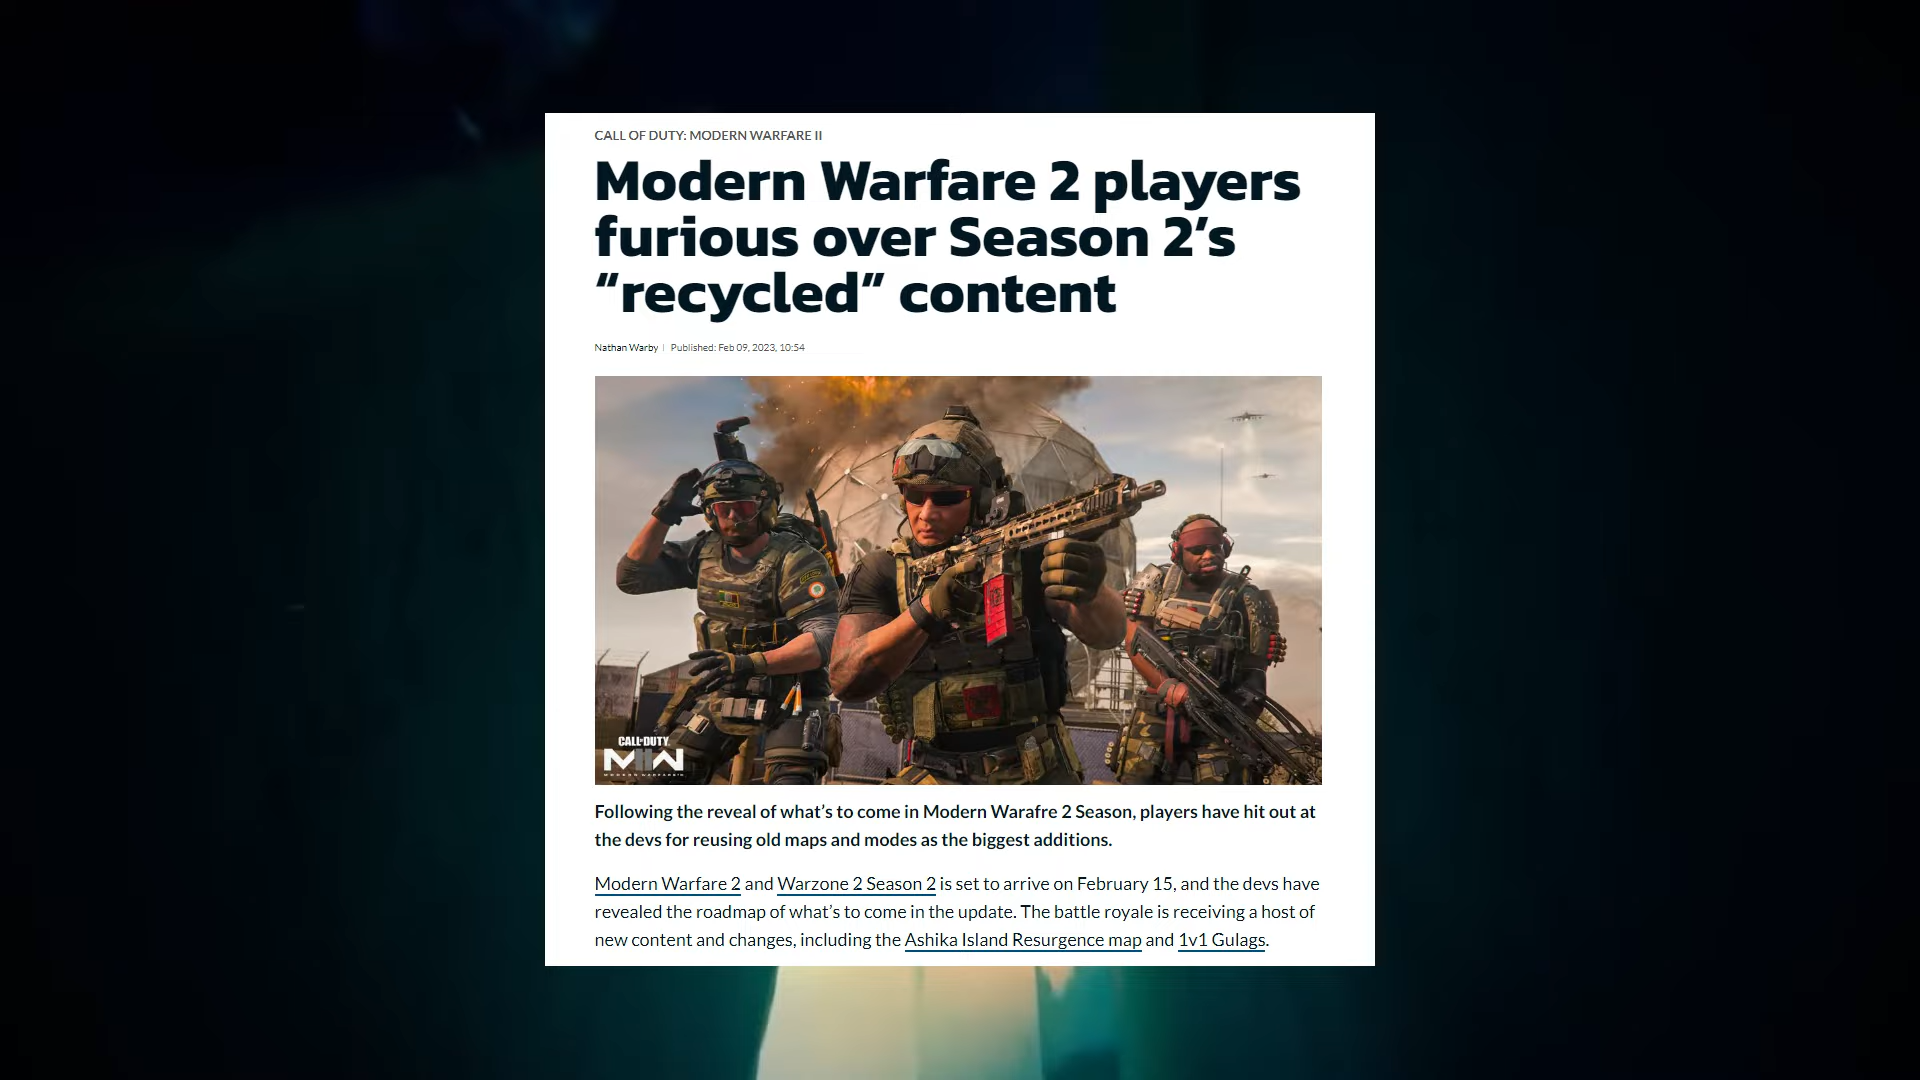 CALL OF DUTY: MODERN WARFARE II
Modern Warfare 2 players
furious over Season 2’s
“recycled” content
Nathan Warby | Published: Feb 09, 2023, 10:54
CALL OF DUTY
MWII
MODERN WARFARE II
Following the reveal of what’s to come in Modern Warafre 2 Season, players have hit out at
the devs for reusing old maps and modes as the biggest additions.
Modern Warfare 2 and Warzone 2 Season 2 is set to arrive on February 15, and the devs have
revealed the roadmap of what’s to come in the update. The battle royale is receiving a host of
new content and changes, including the Ashika Island Resurgence map and 1v1 Gulags.